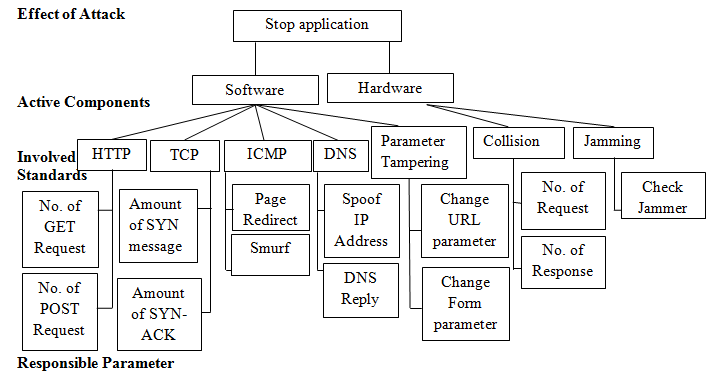 Effect of Attack
Stop application
Software
Hardware
Active Components
Involved
Standards
HTTP
TCP
ICMP
DNS
Parameter
Tampering
Collision
Jamming
No. of
GET
Request
Amount
of SYN
message
Page
Redirect
Smurf
Spoof
IP
Address
Change
URL
parameter
No. of
Request
Check
Jammer
No. of
Response
No. of
POST
Request
Amount
of SYN-
ACK
DNS
Reply
Change
Form
parameter
Responsible Parameter